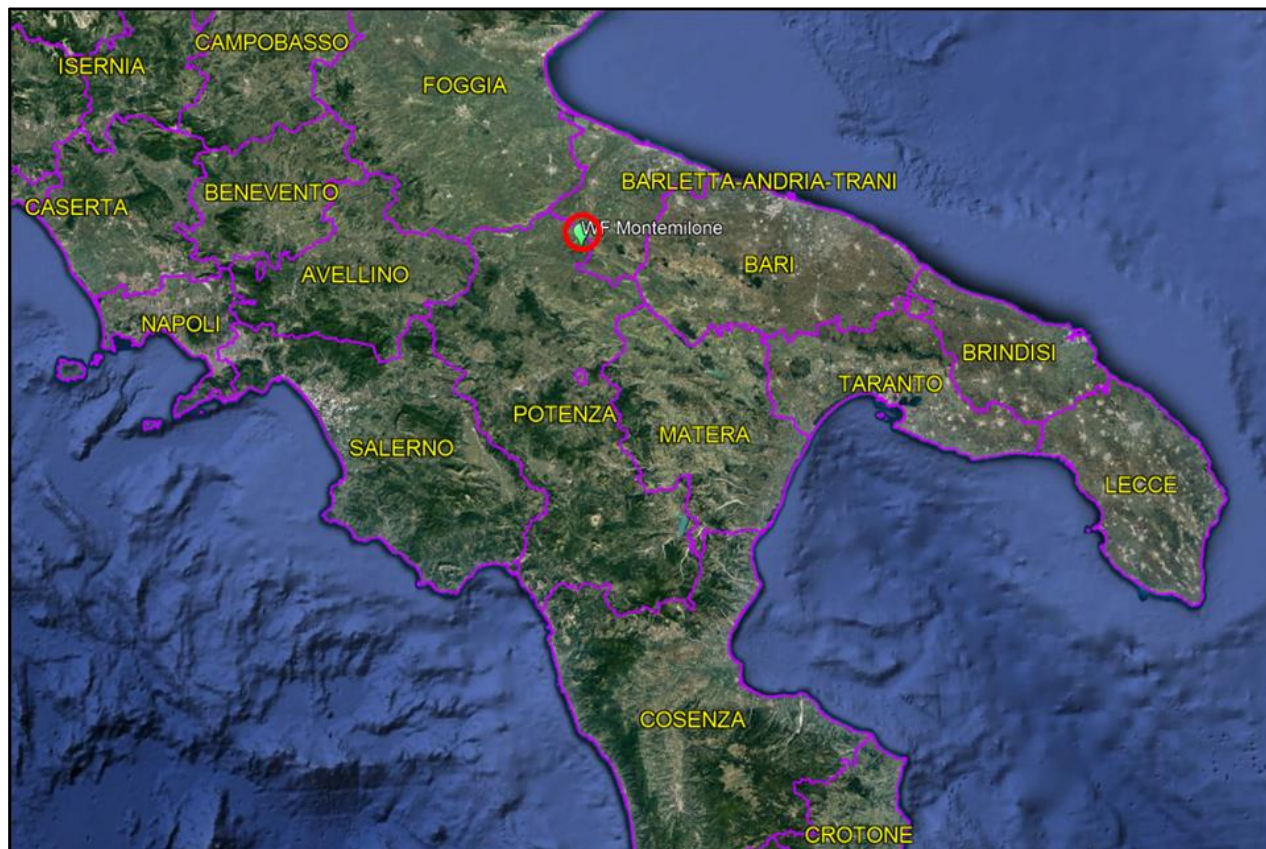 CAMPOBASSO
ISERNIA
FOGGIA
BARLETTA-ANDRIA-TRANI
BENEVENTO
CASERTA
WF Montemilone
BARI
AVELLINO
NAPOLI
BRINDISI
TARANTO
POTENZA
MATERA
SALERNO
LECCE
COSENZA
CROTONE